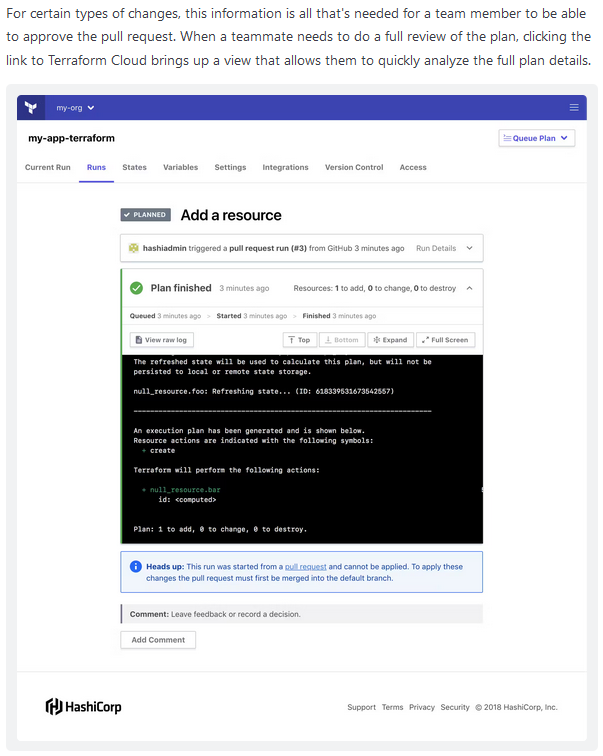 For certain types of changes, this information is all that's needed for a team member to be able
to approve the pull request. When a teammate needs to do a full review of the plan, clicking the
link to Terraform Cloud brings up a view that allows them to quickly analyze the full plan details.
my-org
my-app-terraform
Queue Plan
Current Run Runs States Variables Settings Integrations Version Control Access
PLANNED Add a resource
hashiadmin triggered a pull request run (#3) from GitHub 3 minutes ago Run Details
Plan finished 3 minutes ago Resources: 1 to add, 0 to change, 0 to destroy
Queued 3 minutes ago > Started 3 minutes ago > Finished 3 minutes ago
View raw log Top Bottom Expand Full Screen
The refreshed state will be used to calculate this plan, but will not be
persisted to local or remote state storage.
null_resource.foo: Refreshing state... (ID: 618339531673542557)
------------------------------------------------------------------------
An execution plan has been generated and is shown below.
Resource actions are indicated with the following symbols:
+ create
Terraform will perform the following actions:
+ null_resource.bar
id: <computed>
Plan: 1 to add, 0 to change, 0 to destroy.
Heads up: This run was started from a pull request and cannot be applied. To apply these
changes the pull request must first be merged into the default branch.
Comment: Leave feedback or record a decision.
Add Comment
HashiCorp
Support Terms Privacy Security © 2018 HashiCorp, Inc.